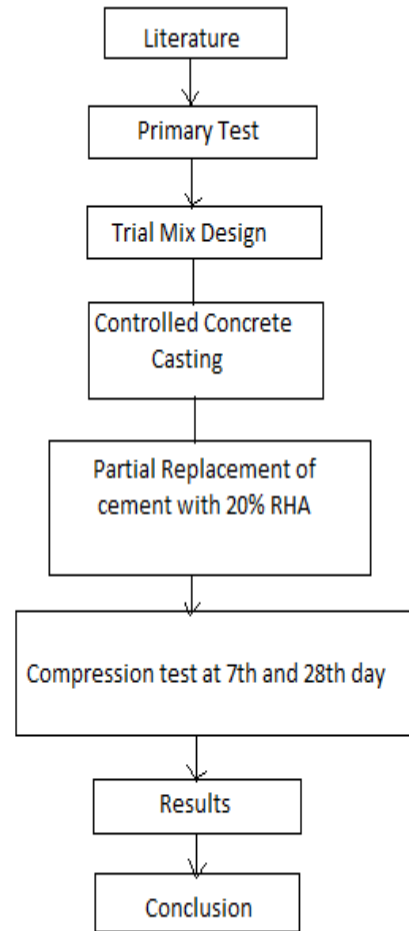 Literature
Primary Test
Trial Mix Design
Controlled Concrete
Casting
Partial Replacement of
cement with 20% RHA
Compression test at 7th and 28th day
Results
Conclusion